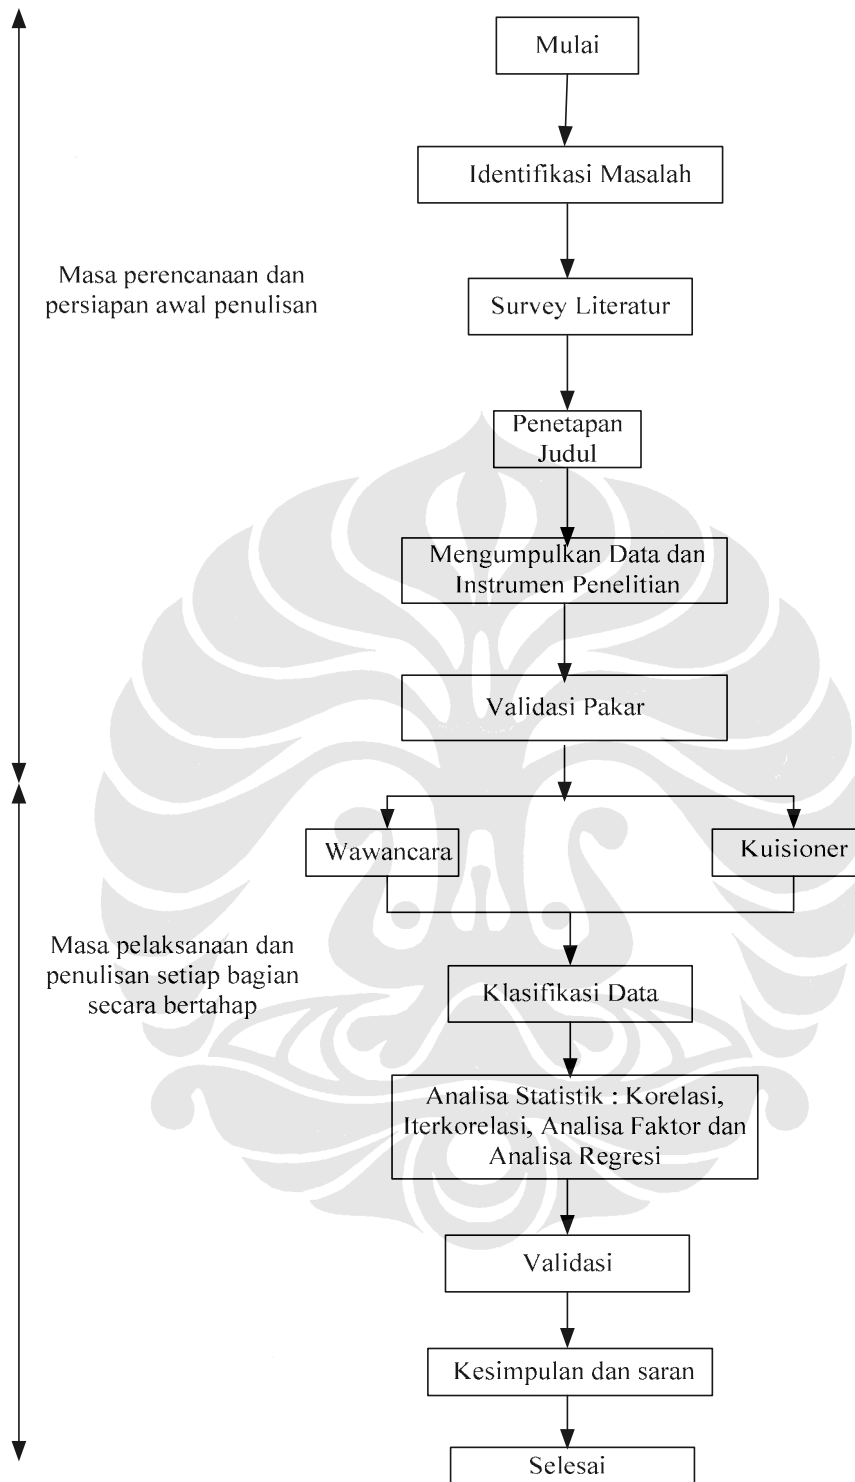 Mulai
Identifikasi Masalah
Masa perencanaan dan
persiapan awal penulisan
Survey Literatur
Penetapan
Judul
Mengumpulkan Data dan
Instrumen Penelitian
Validasi Pakar
Wawancara
Kuisioner
Masa pelaksanaan dan
penulisan setiap bagian
secara bertahap
Klasifikasi Data
Analisa Statistik : Korelasi,
Iterkorelasi, Analisa Faktor dan
Analisa Regresi
Validasi
Kesimpulan dan saran
Selesai